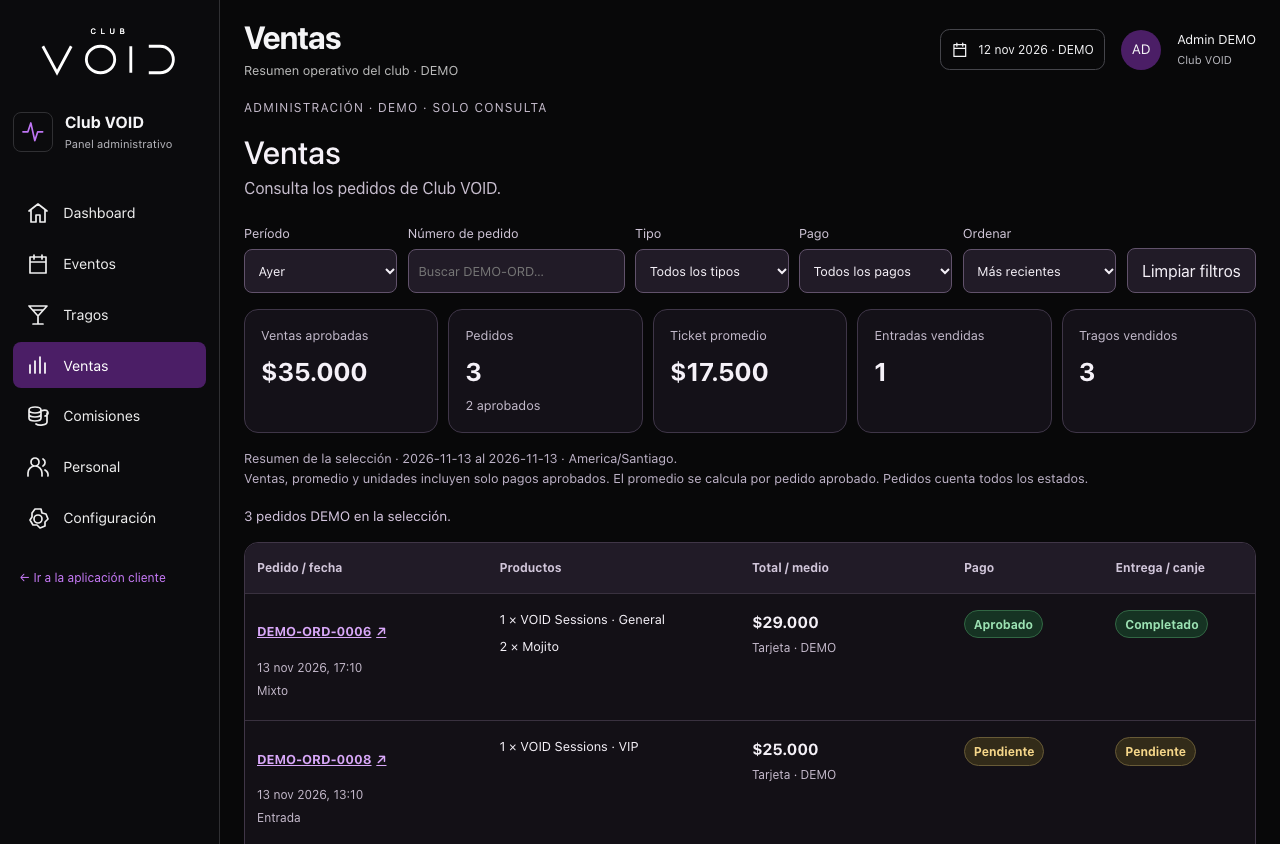 CLUB
VOID
Club VOID
Panel administrativo
Dashboard
Eventos
Tragos
Ventas
Comisiones
Personal
Configuración
← Ir a la aplicación cliente
Ventas
Resumen operativo del club · DEMO
12 nov 2026 · DEMO
AD
Admin DEMO
Club VOID
ADMINISTRACIÓN · DEMO · SOLO CONSULTA
Ventas
Consulta los pedidos de Club VOID.
Período
Número de pedido
Tipo
Pago
Ordenar
Ayer
Buscar DEMO-ORD...
Todos los tipos
Todos los pagos
Más recientes
Limpiar filtros
Ventas aprobadas
$35.000
Pedidos
3
2 aprobados
Ticket promedio
$17.500
Entradas vendidas
1
Tragos vendidos
3
Resumen de la selección · 2026-11-13 al 2026-11-13 · America/Santiago.
Ventas, promedio y unidades incluyen solo pagos aprobados. El promedio se calcula por pedido aprobado. Pedidos cuenta todos los estados.
3 pedidos DEMO en la selección.
Pedido / fecha
Productos
Total / medio
Pago
Entrega / canje
DEMO-ORD-0006 ↗
13 nov 2026, 17:10
Mixto
1 × VOID Sessions · General
2 × Mojito
$29.000
Tarjeta · DEMO
Aprobado
Completado
DEMO-ORD-0008 ↗
13 nov 2026, 13:10
Entrada
1 × VOID Sessions · VIP
$25.000
Tarjeta · DEMO
Pendiente
Pendiente